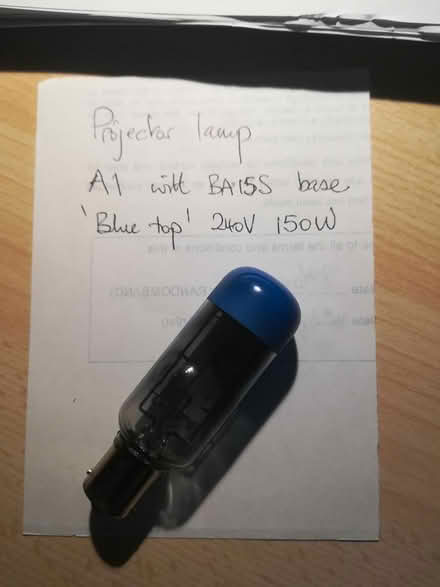 Projector lamp
A1 with BA15S base
'Blue top' 240V 150W